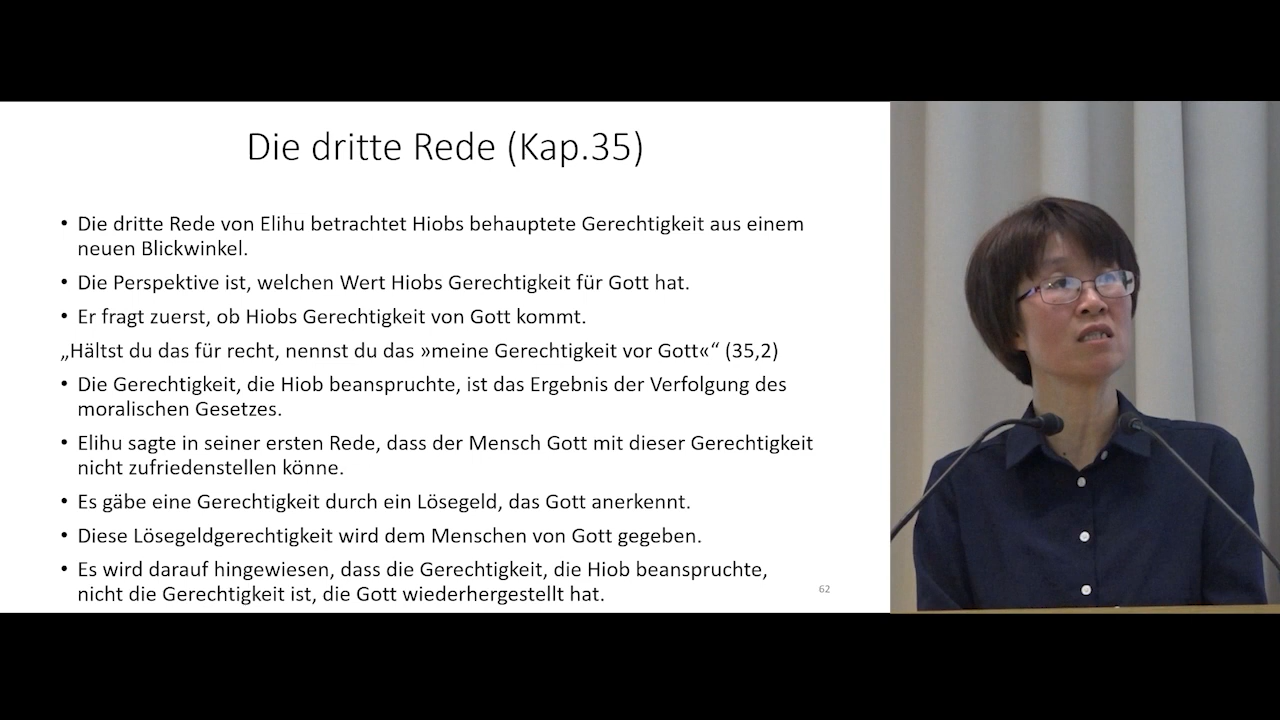 Die dritte Rede (Kap.35)
• Die dritte Rede von Elihu betrachtet Hiobs behauptete Gerechtigkeit aus einem
neuen Blickwinkel.
• Die Perspektive ist, welchen Wert Hiobs Gerechtigkeit für Gott hat.
• Er fragt zuerst, ob Hiobs Gerechtigkeit von Gott kommt.
„Hältst du das für recht, nennst du das »meine Gerechtigkeit vor Gott«“ (35,2)
• Die Gerechtigkeit, die Hiob beanspruchte, ist das Ergebnis der Verfolgung des
moralischen Gesetzes.
• Elihu sagte in seiner ersten Rede, dass der Mensch Gott mit dieser Gerechtigkeit
nicht zufriedenstellen könne.
• Es gäbe eine Gerechtigkeit durch ein Lösegeld, das Gott anerkennt.
• Diese Lösegeldgerechtigkeit wird dem Menschen von Gott gegeben.
• Es wird darauf hingewiesen, dass die Gerechtigkeit, die Hiob beanspruchte,
nicht die Gerechtigkeit ist, die Gott wiederhergestellt hat.
62